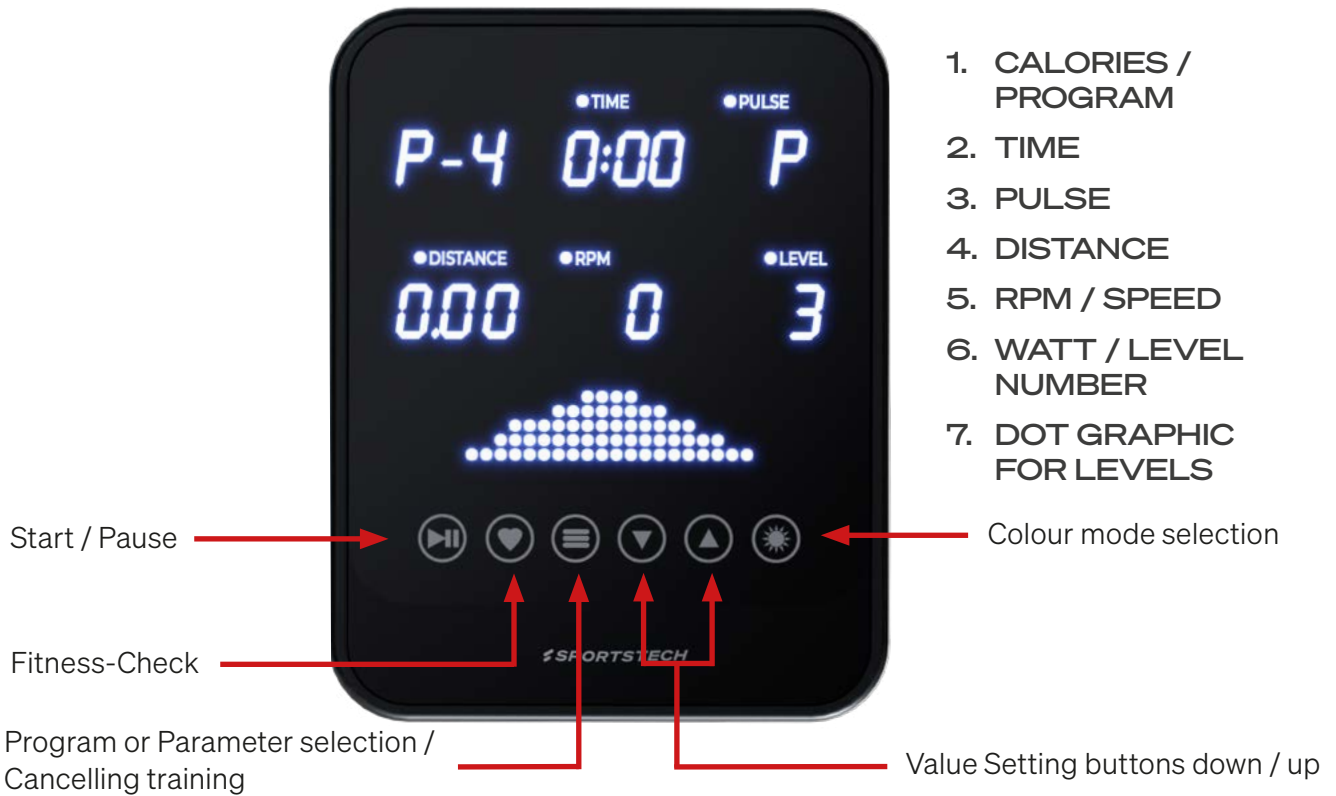 TIME
PULSE
P-4
0:00
P
DISTANCE
RPM
LEVEL
0.00
0
3
SPORTSTECH
1. CALORIES /
PROGRAM
2. TIME
3. PULSE
4. DISTANCE
5. RPM / SPEED
6. WATT / LEVEL
NUMBER
7. DOT GRAPHIC
FOR LEVELS
Start / Pause
Colour mode selection
Fitness-Check
Program or Parameter selection /
Cancelling training
Value Setting buttons down / up